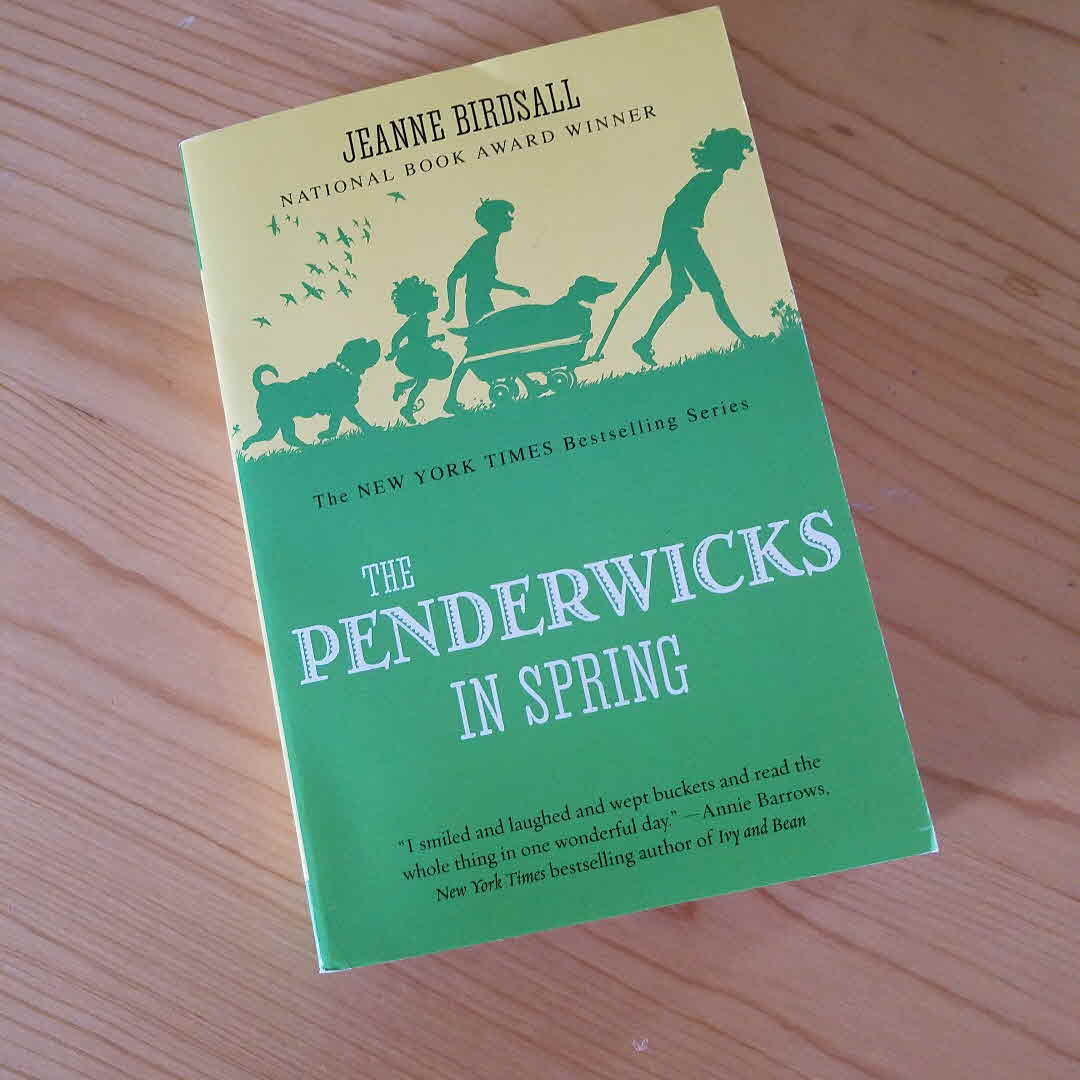 JEANNE BIRDSALL
NATIONAL BOOK AWARD WINNER
The NEW YORK TIMES Bestselling Series
THE
PENDERWICKS
IN SPRING
“I smiled and laughed and wept buckets and read the
whole thing in one wonderful day.” —Annie Barrows,
New York Times bestselling author of Ivy and Bean